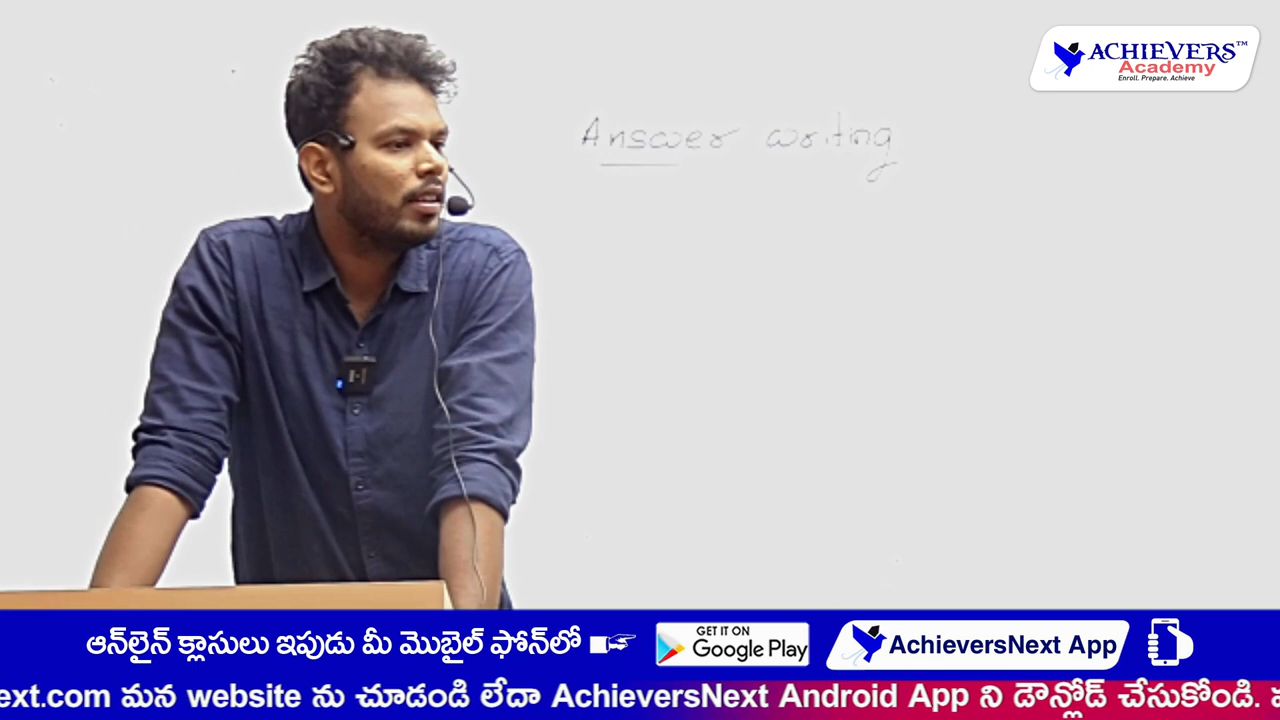 ACHIEVERS™
Academy
Enroll. Prepare. Achieve
Answer writing
ఆన్‌లైన్ క్లాసులు ఇపుడు మీ మొబైల్ ఫోన్‌లో
GET IT ON
Google Play
AchieversNext App
ext.com మన website ను చూడండి లేదా AchieversNext Android App ని డౌన్లోడ్ చేసుకోండి.